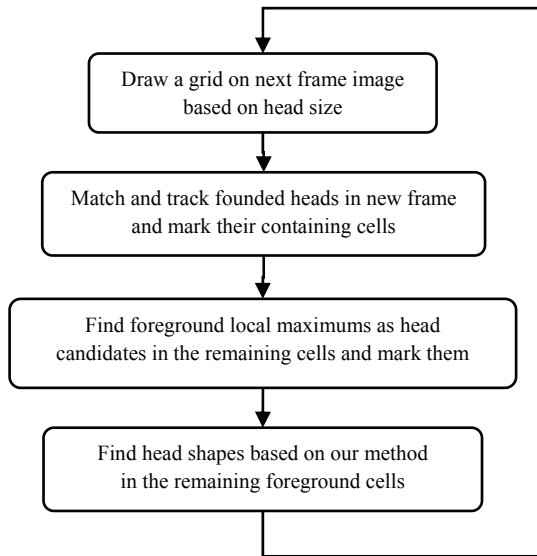 Draw a grid on next frame image
based on head size
Match and track founded heads in new frame
and mark their containing cells
Find foreground local maximums as head
candidates in the remaining cells and mark them
Find head shapes based on our method
in the remaining foreground cells